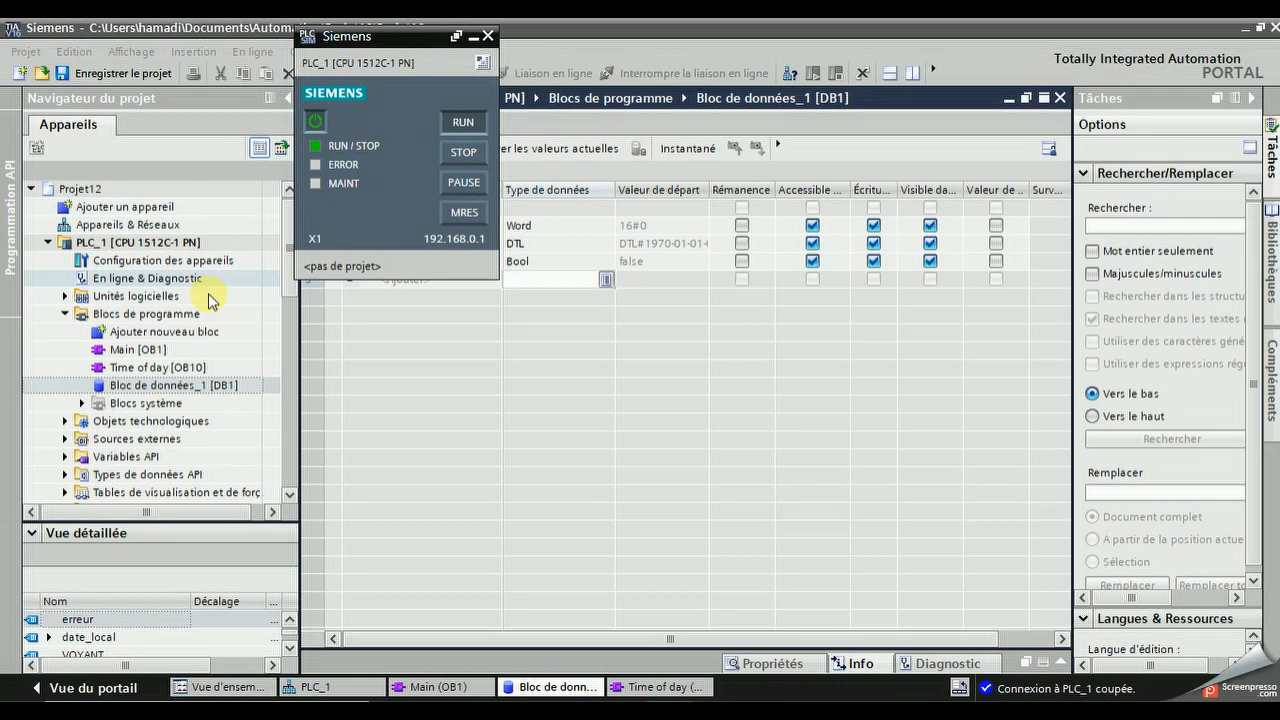 TIA V16
Siemens - C:\Users\hamadi\Documents\Autom
PLC SIM Siemens
Projet Edition Affichage Insertion En ligne
PLC_1 [CPU 1512C-1 PN]
Totally Integrated Automation
PORTAL
Enregistrer le projet
Liaison en ligne Interrompre la liaison en ligne
SIEMENS
RUN
RUN / STOP
STOP
ERROR
MAINT
PAUSE
MRES
X1 192.168.0.1
<pas de projet>
Navigateur du projet
PN] Blocs de programme Bloc de données_1 [DB1]
Tâches
Appareils
Options
er les valeurs actuelles Instantané
Programmation API
Projet12
Ajouter un appareil
Appareils & Réseaux
PLC_1 [CPU 1512C-1 PN]
Configuration des appareils
En ligne & Diagnostic
Unités logicielles
Blocs de programme
Ajouter nouveau bloc
Main [OB1]
Time of day [OB10]
Bloc de données_1 [DB1]
Blocs système
Objets technologiques
Sources externes
Variables API
Types de données API
Tables de visualisation et de forç
Type de données Valeur de départ Rémanence Accessible ... Écritu... Visible da... Valeur de .. Surv...
Word 16#0
DTL DTL#1970-01-01-
Bool false
Vue détaillée
Nom Décalage ...
erreur ...
date_local ...
VOYANT
Rechercher/Remplacer
Rechercher :
Mot entier seulement
Majuscules/minuscules
Rechercher dans les structu
Rechercher dans les textes
Utiliser des caractères géné
Utiliser des expressions rég
Vers le bas
Vers le haut
Rechercher
Remplacer
Document complet
A partir de la position actue
Sélection
Remplacer Remplacer to
Langues & Ressources
Langue d'édition :
Tâches
Bibliothèques
Compléments
Propriétés Info Diagnostic
Vue du portail Vue d'ensem... PLC_1 Main (OB1) Bloc de donn... Time of day (...
Connexion à PLC_1 coupée.
Screenpresso
.com